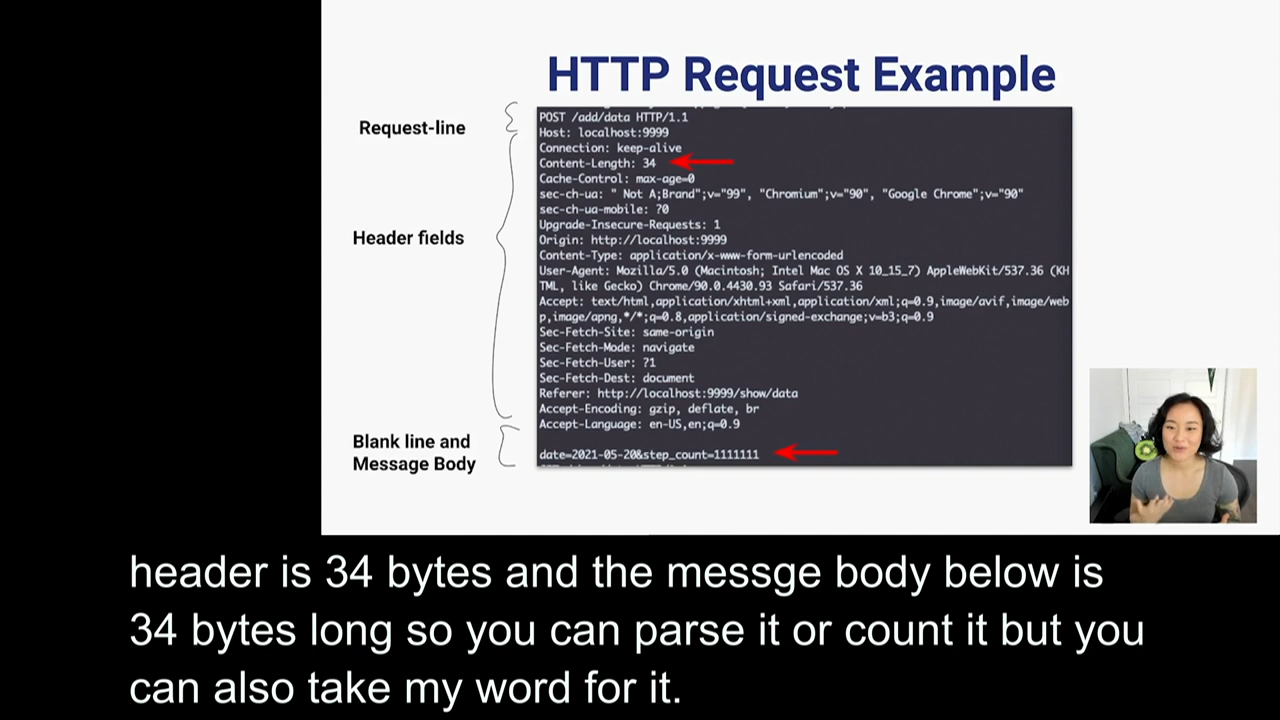 HTTP Request Example
Request-line
Header fields
Blank line and
Message Body
POST /add/data HTTP/1.1
Host: localhost:9999
Connection: keep-alive
Content-Length: 34
Cache-Control: max-age=0
sec-ch-ua: " Not A;Brand";v="99", "Chromium";v="90", "Google Chrome";v="90"
sec-ch-ua-mobile: ?0
Upgrade-Insecure-Requests: 1
Origin: http://localhost:9999
Content-Type: application/x-www-form-urlencoded
User-Agent: Mozilla/5.0 (Macintosh; Intel Mac OS X 10_15_7) AppleWebKit/537.36 (KH
TML, like Gecko) Chrome/90.0.4430.93 Safari/537.36
Accept: text/html,application/xhtml+xml,application/xml;q=0.9,image/avif,image/web
p,image/apng,*/*;q=0.8,application/signed-exchange;v=b3;q=0.9
Sec-Fetch-Site: same-origin
Sec-Fetch-Mode: navigate
Sec-Fetch-User: ?1
Sec-Fetch-Dest: document
Referer: http://localhost:9999/show/data
Accept-Encoding: gzip, deflate, br
Accept-Language: en-US,en;q=0.9
date=2021-05-20&step_count=1111111
header is 34 bytes and the messge body below is
34 bytes long so you can parse it or count it but you
can also take my word for it.